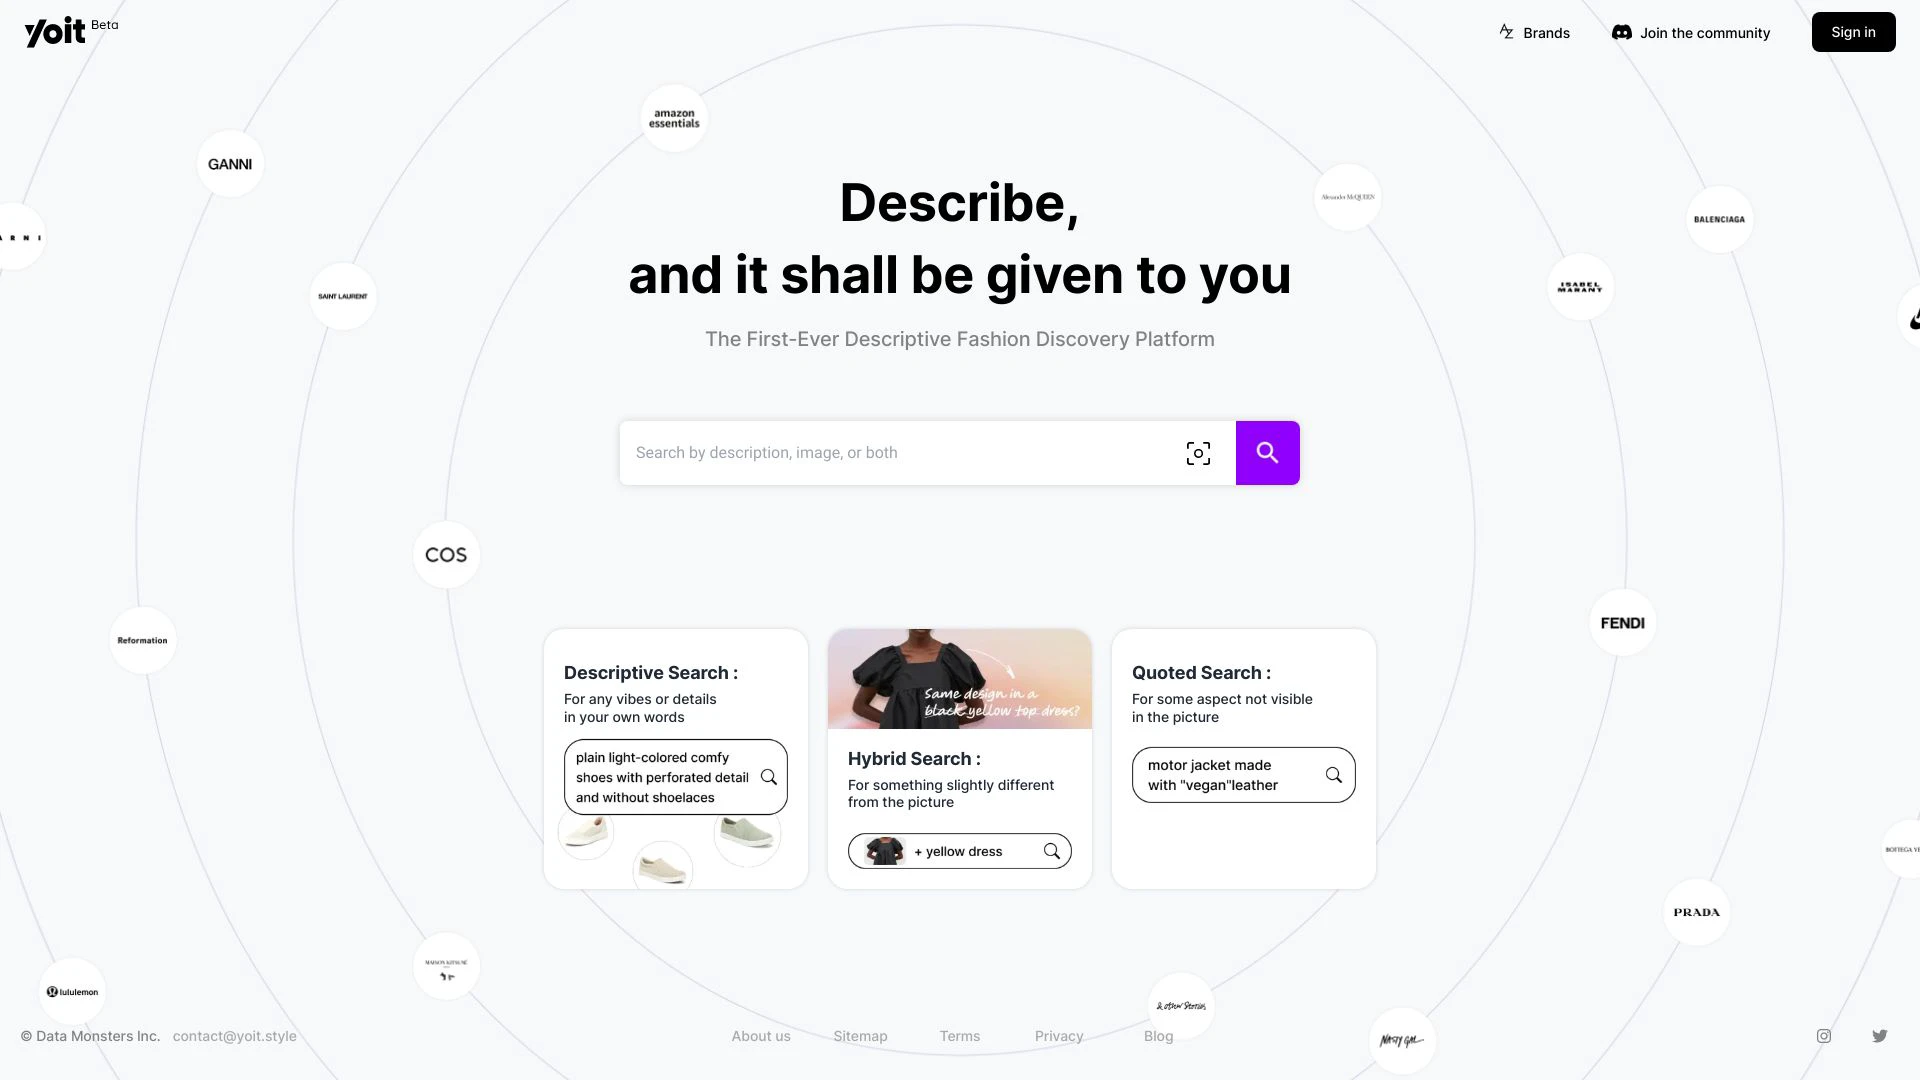 Yoit Beta
Brands
Join the community
Sign in
amazon
essentials
GANNI
Alexander McQUEEN
BALENCIAGA
Describe,
and it shall be given to you
SAINT LAURENT
ISABEL
MARANT
The First-Ever Descriptive Fashion Discovery Platform
Search by description, image, or both
COS
Reformation
FENDI
Descriptive Search :
For any vibes or details
in your own words
plain light-colored comfy
shoes with perforated detail
and without shoelaces
Same design in a
black yellow top dress?
Hybrid Search :
For something slightly different
from the picture
+ yellow dress
Quoted Search :
For some aspect not visible
in the picture
motor jacket made
with "vegan"leather
BOTTEGA VE
PRADA
MAISON KITSUNÉ
lululemon
& Other Stories
NASTY GAL
© Data Monsters Inc. contact@yoit.style
About us
Sitemap
Terms
Privacy
Blog